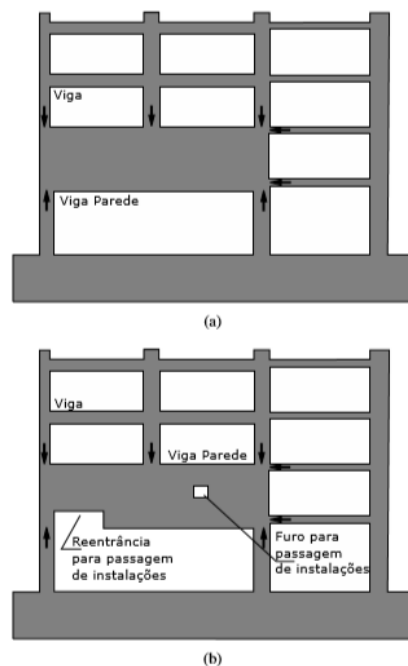 Viga
Viga Parede
(a)
Viga
Viga Parede
Reentrância
para passagem
de instalações
Furo para
passagem
de instalações
(b)